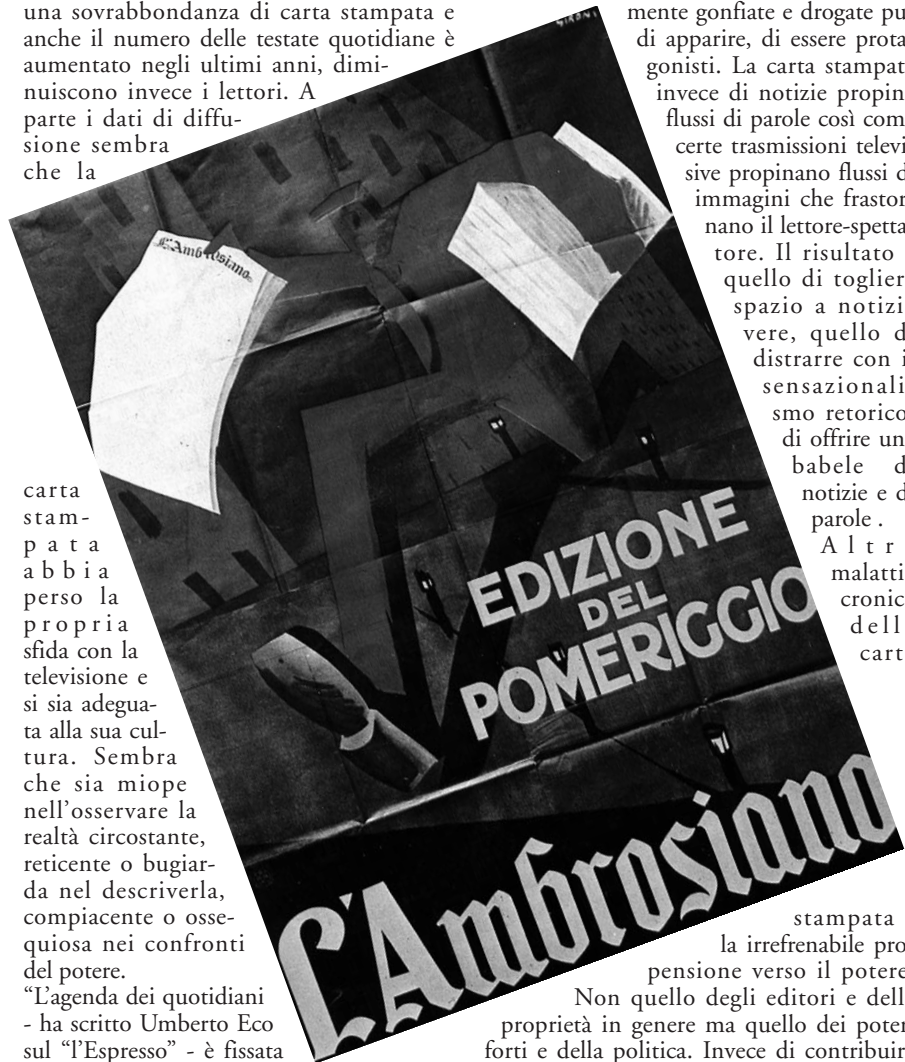 una sovrabbondanza di carta stampata e
anche il numero delle testate quotidiane è
aumentato negli ultimi anni, dimi-
nuiscono invece i lettori. A
parte i dati di diffu-
sione sembra
che la
carta
stam-
pata
abbia
perso la
propria
sfida con la
televisione e
si sia adegua-
ta alla sua cul-
tura. Sembra
che sia miope
nell'osservare la
realtà circostante,
reticente o bugiar-
da nel descriverla,
compiacente o osse-
quiosa nei confronti
del potere.
“L'agenda dei quotidiani
- ha scritto Umberto Eco
sul “l'Espresso” - è fissata
L'Ambrosiano
EDIZIONE
DEL
POMERIGGIO
L'Ambrosiano
mente gonfiate e drogate pu
di apparire, di essere prota
gonisti. La carta stampat
invece di notizie propin
flussi di parole così com
certe trasmissioni televi
sive propinano flussi d
immagini che frastor
nano il lettore-spetta
tore. Il risultato
quello di toglier
spazio a notizi
vere, quello d
distrarre con i
sensazionali
smo retorico
di offrire un
babele d
notizie e d
parole .
Altr
malatti
cronic
dell
cart
stampata
la irrefrenabile pro
pensione verso il potere
Non quello degli editori e dell
proprietà in genere ma quello dei poter
forti e della politica. Invece di contribuir